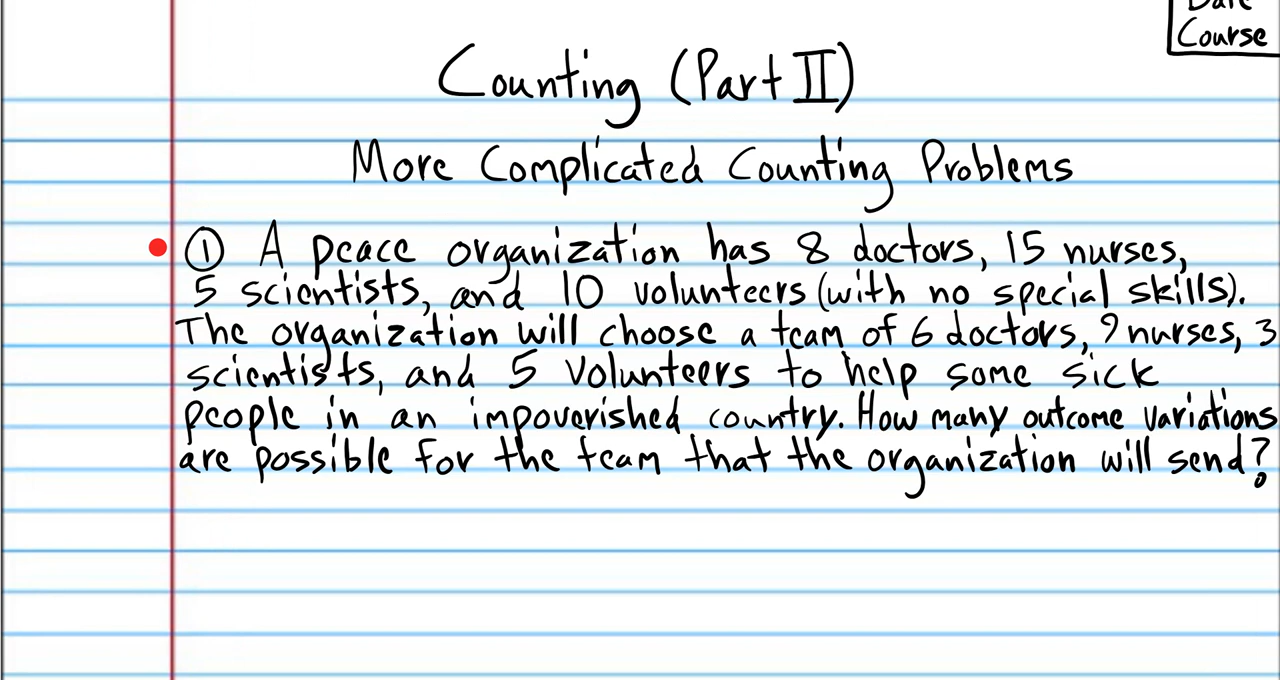 Date
Course
Counting (Part II)
More Complicated Counting Problems
① A peace organization has 8 doctors, 15 nurses,
5 scientists, and 10 volunteers (with no special skills).
The organization will choose a team of 6 doctors, 9 nurses, 3
scientists, and 5 volunteers to help some sick
people in an impoverished country. How many outcome variations
are possible for the team that the organization will send?